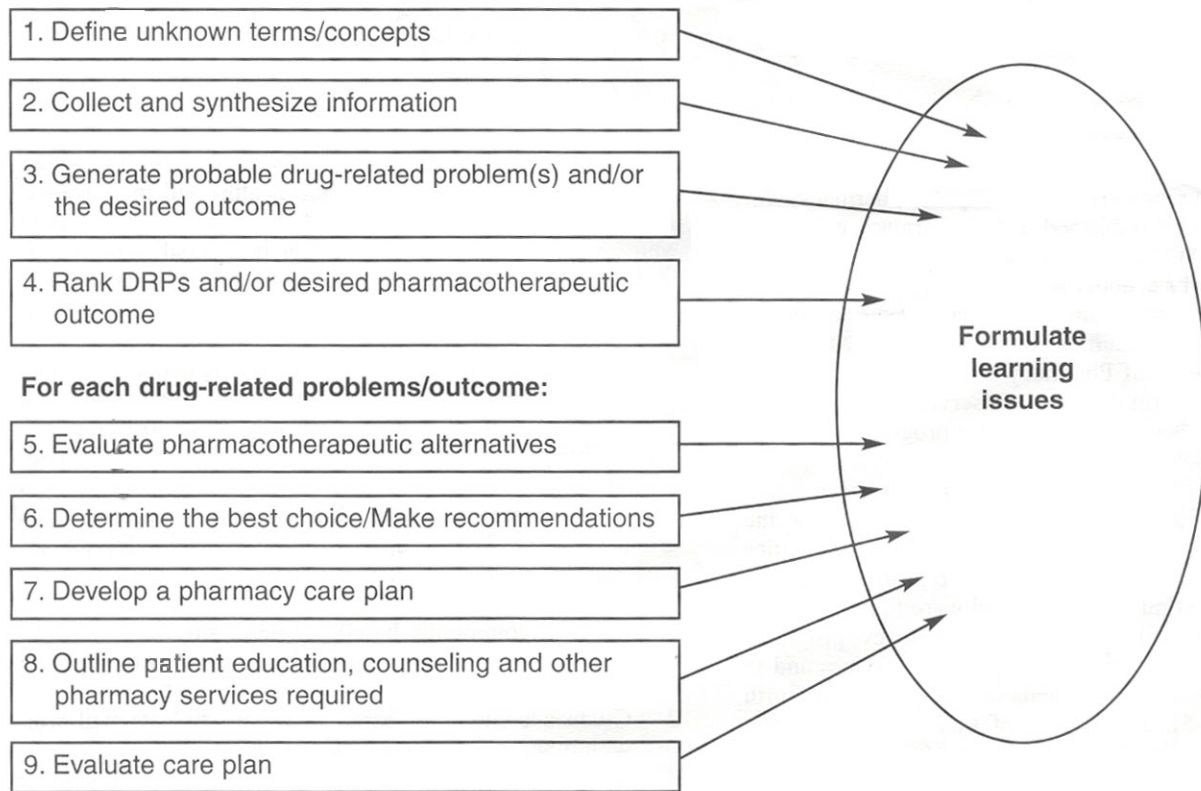 1. Define unknown terms/concepts
2. Collect and synthesize information
3. Generate probable drug-related problem(s) and/or
the desired outcome
4. Rank DRPs and/or desired pharmacotherapeutic
outcome
For each drug-related problems/outcome:
5. Evaluate pharmacotherapeutic alternatives
6. Determine the best choice/Make recommendations
7. Develop a pharmacy care plan
8. Outline patient education, counseling and other
pharmacy services required
9. Evaluate care plan
Formulate
learning
issues